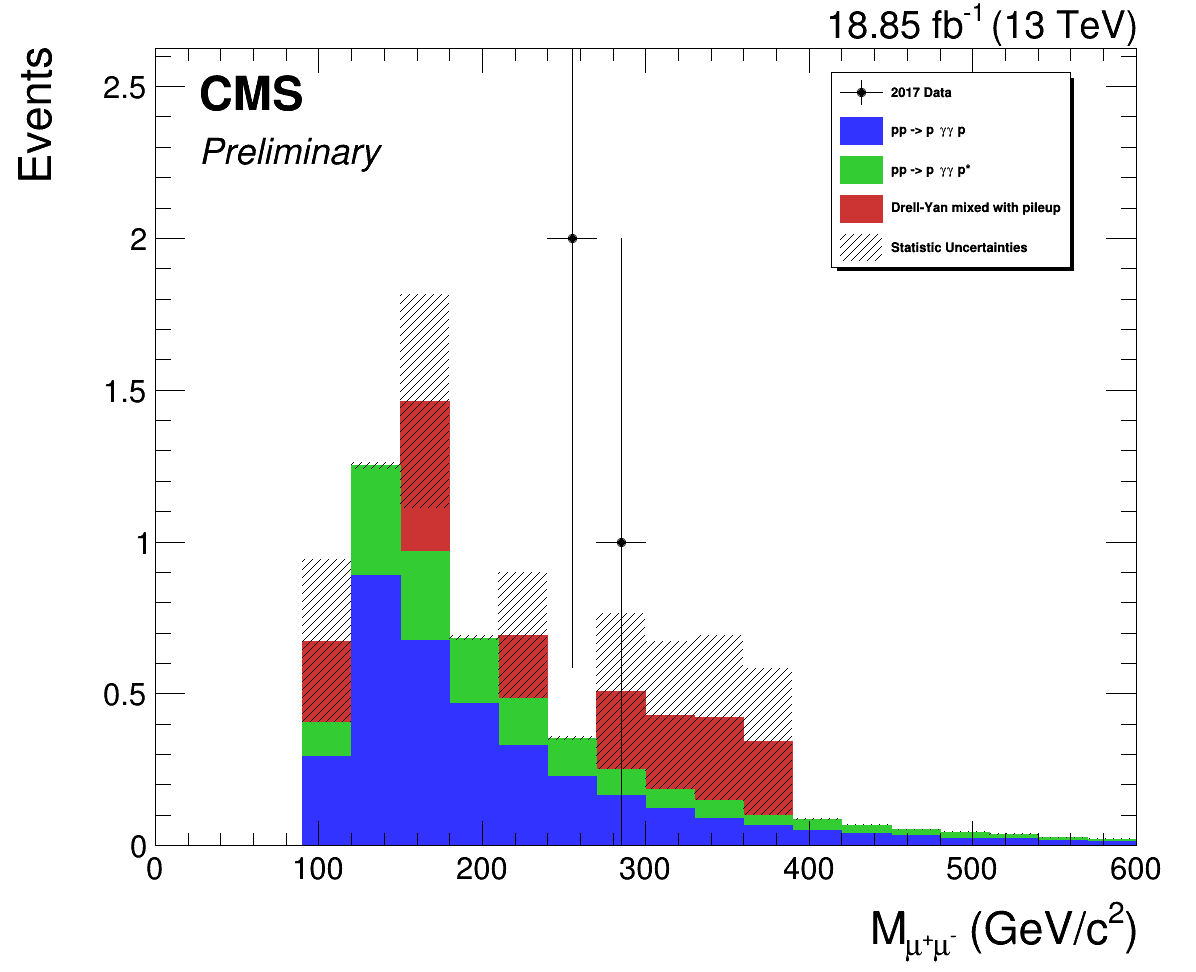 18.85 fb⁻¹ (13 TeV)
Events
CMS
Preliminary
2017 Data
pp -> p γγ p
pp -> p γγ p*
Drell-Yan mixed with pileup
Statistic Uncertainties
2.5
2
1.5
1
0.5
0
0 100 200 300 400 500 600
M_μ⁺μ⁻ (GeV/c²)